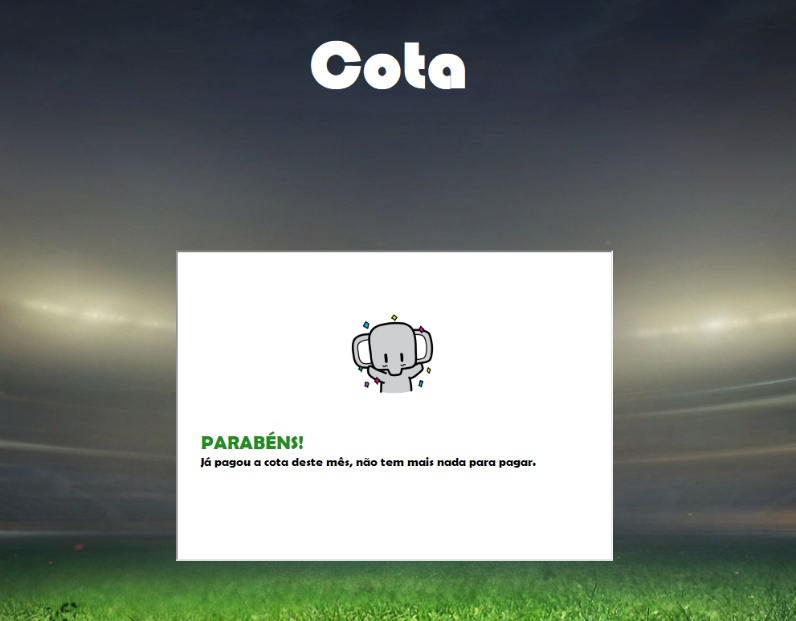 Cota
PARABÉNS!
Já pagou a cota deste mês, não tem mais nada para pagar.